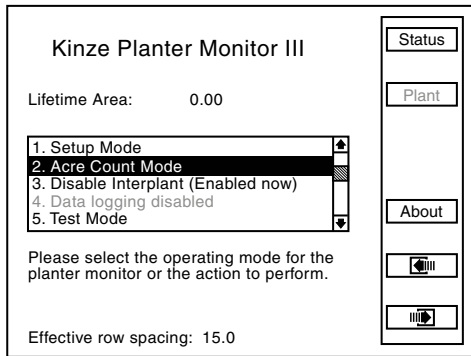 Kinze Planter Monitor III
Lifetime Area: 0.00
1. Setup Mode
2. Acre Count Mode
3. Disable Interplant (Enabled now)
4. Data logging disabled
5. Test Mode
Please select the operating mode for the
planter monitor or the action to perform.
Effective row spacing: 15.0
Status
Plant
About